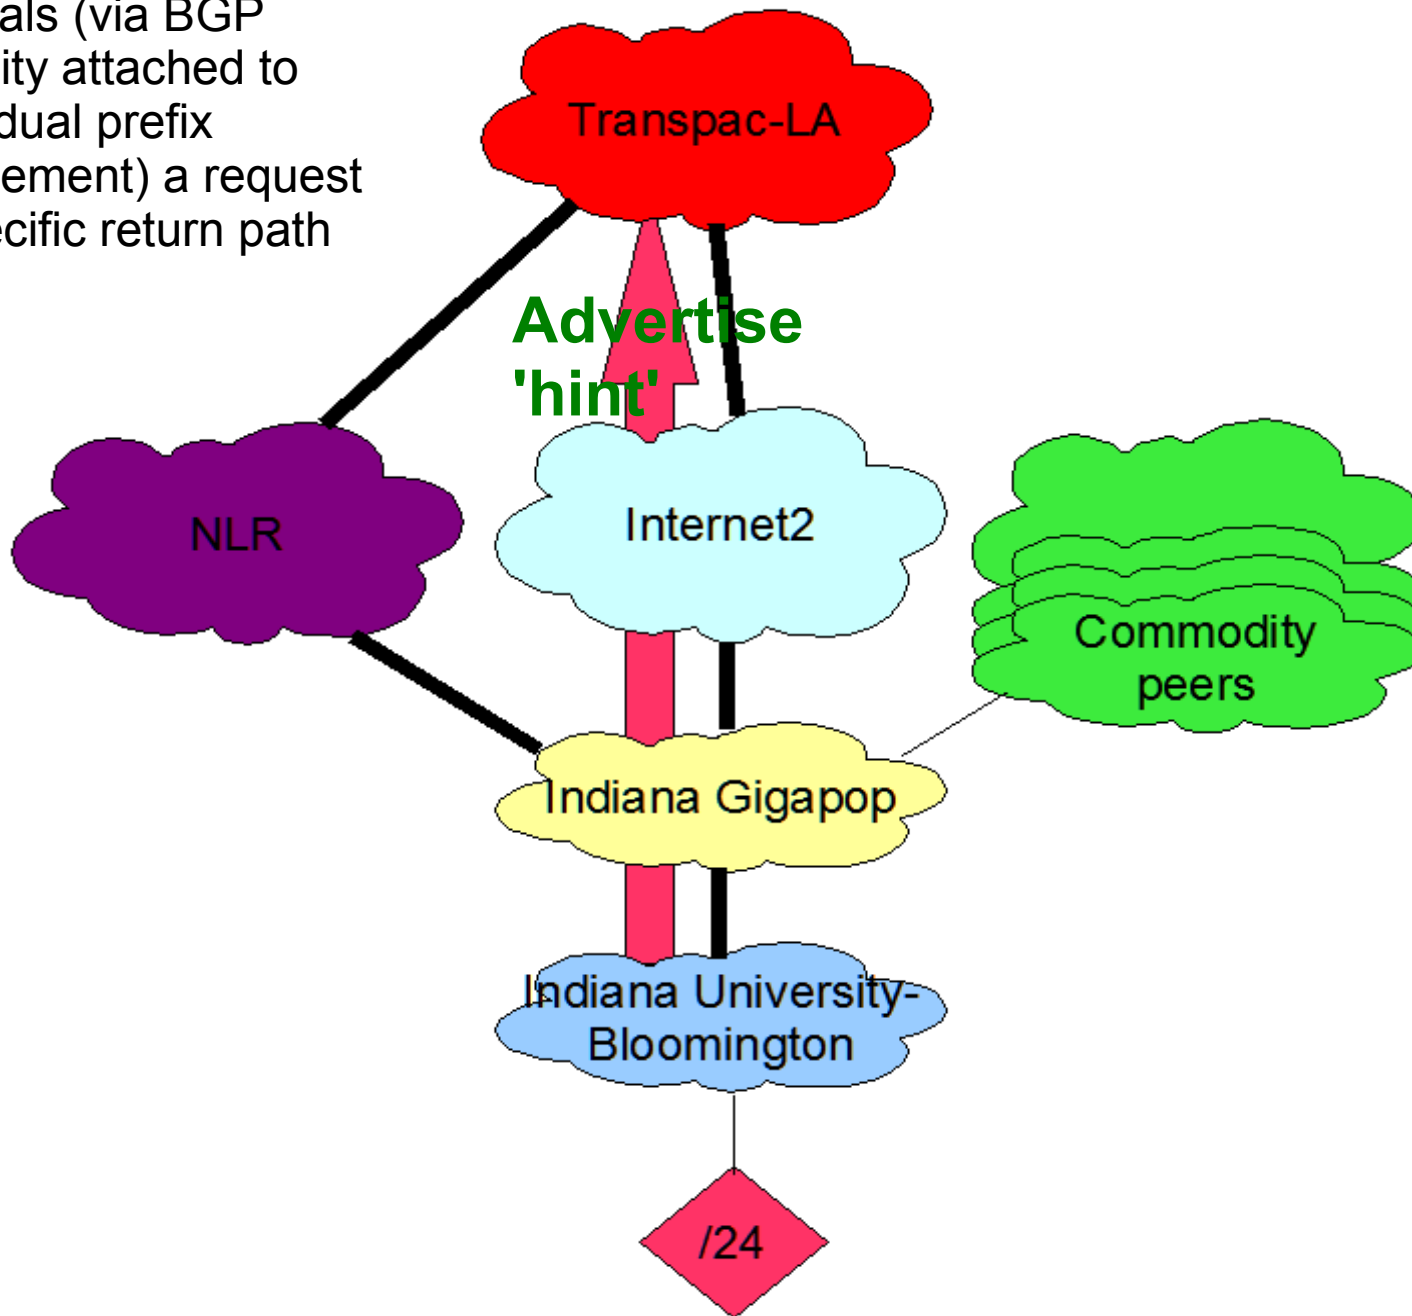 als (via BGP
ity attached to
dual prefix
ement) a request
ecific return path
Transpac-LA
Advertise
'hint'
NLR
Internet2
Commodity
peers
Indiana Gigapop
Indiana University-
Bloomington
/24